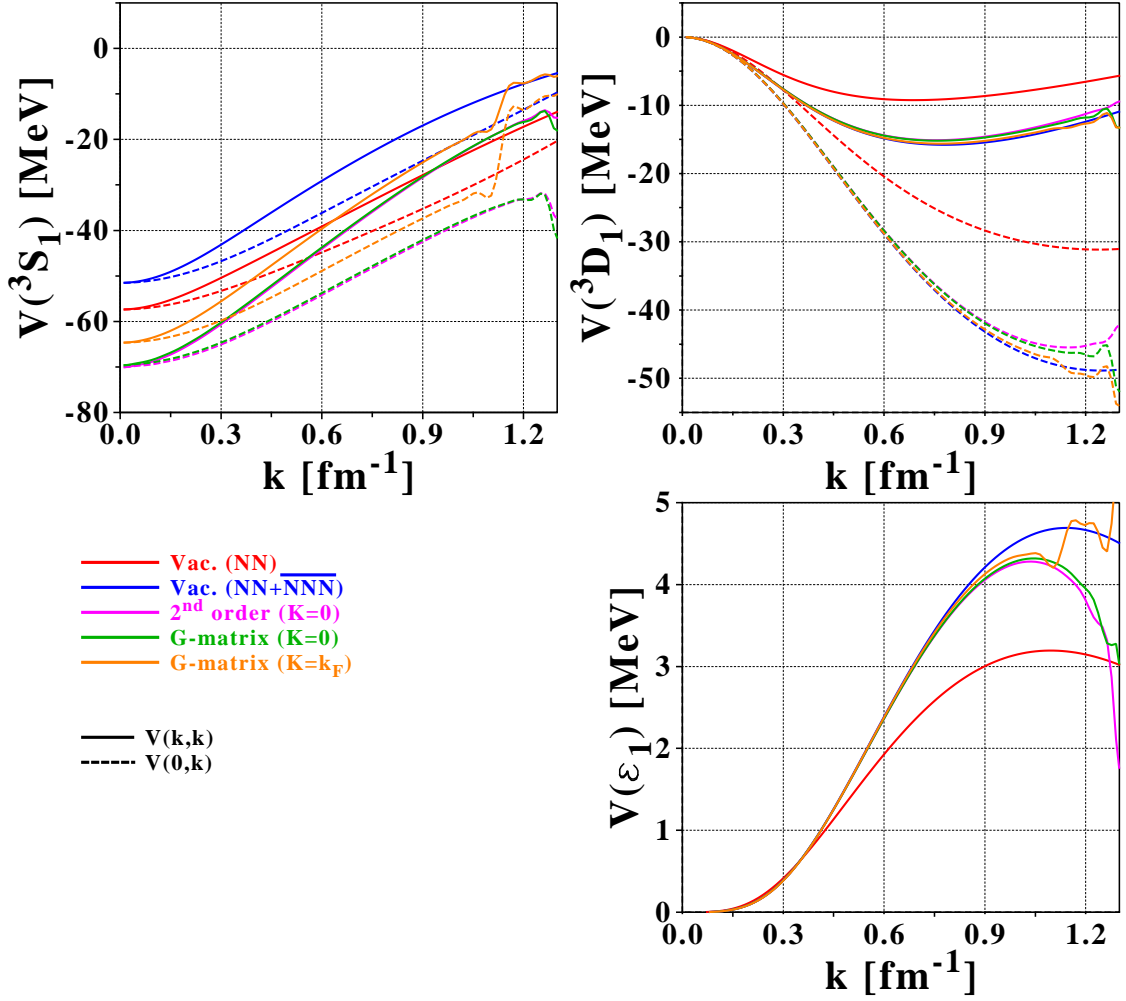 V(³S₁) [MeV]
0
-20
-40
-60
-80
0.0 0.3 0.6 0.9 1.2
k [fm⁻¹]
V(³D₁) [MeV]
0
-10
-20
-30
-40
-50
0.0 0.3 0.6 0.9 1.2
k [fm⁻¹]
Vac. (NN)
Vac. (NN+N̅N̅N̅)
2ⁿᵈ order (K=0)
G-matrix (K=0)
G-matrix (K=k_F)
V(k,k)
V(0,k)
V(ε₁) [MeV]
5
4
3
2
1
0
0.0 0.3 0.6 0.9 1.2
k [fm⁻¹]